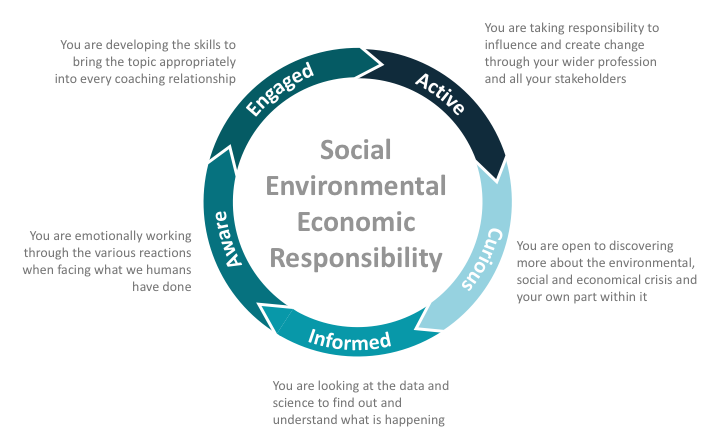 You are developing the skills to
bring the topic appropriately
into every coaching relationship
Engaged
Active
You are taking responsibility to
influence and create change
through your wider profession
and all your stakeholders
Social
Environmental
Economic
Responsibility
Aware
You are emotionally working
through the various reactions
when facing what we humans
have done
Curious
You are open to discovering
more about the environmental,
social and economical crisis and
your own part within it
Informed
You are looking at the data and
science to find out and
understand what is happening